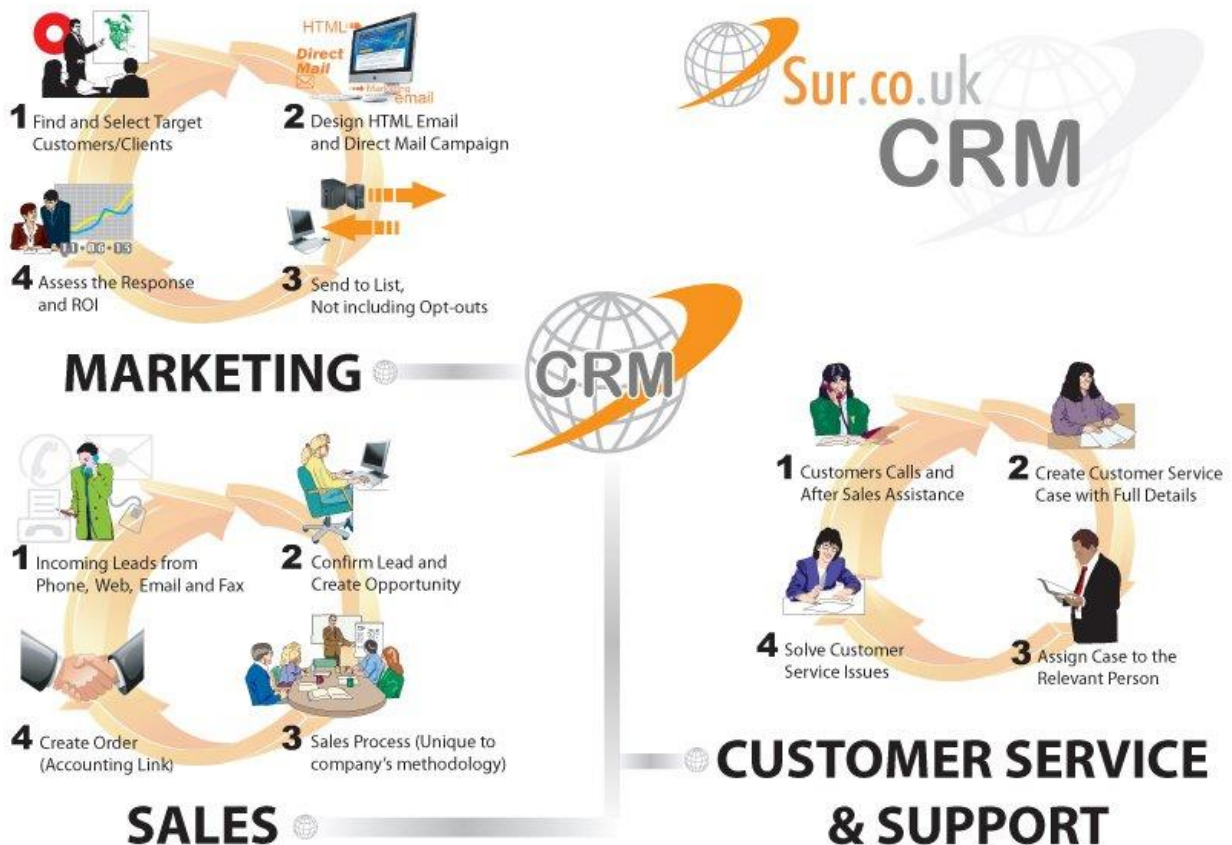 HTML
Direct
Mail
Marketing
email
1 Find and Select Target
Customers/Clients
2 Design HTML Email
and Direct Mail Campaign
4 Assess the Response
and ROI
3 Send to List,
Not including Opt-outs
MARKETING
Sur.co.uk
CRM
CRM
1 Incoming Leads from
Phone, Web, Email and Fax
2 Confirm Lead and
Create Opportunity
4 Create Order
(Accounting Link)
3 Sales Process (Unique to
company's methodology)
SALES
1 Customers Calls and
After Sales Assistance
2 Create Customer Service
Case with Full Details
4 Solve Customer
Service Issues
3 Assign Case to the
Relevant Person
CUSTOMER SERVICE
& SUPPORT